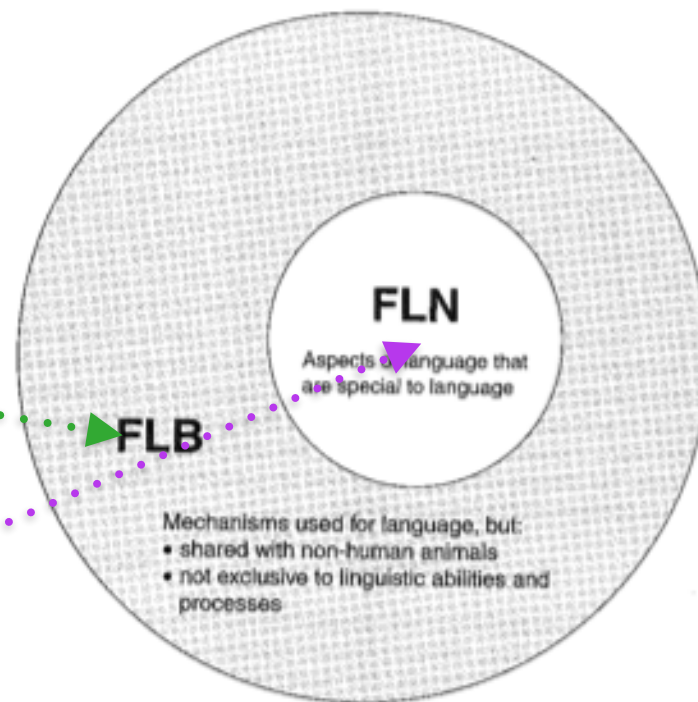 FLN
Aspects of language that
are special to language
FLB
Mechanisms used for language, but:
• shared with non-human animals
• not exclusive to linguistic abilities and
processes